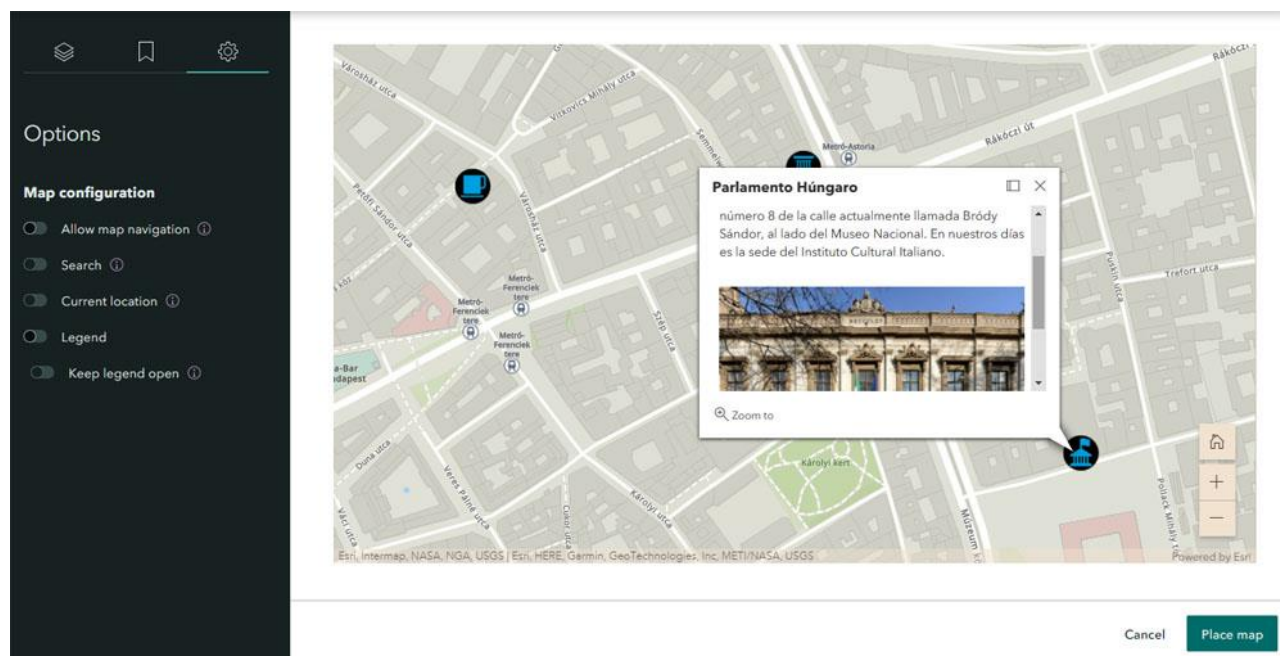 Options
Map configuration
Allow map navigation
Search
Current location
Legend
Keep legend open
Városház utca
Vitkovics Mihály utca
Rákóczi
Petőfi Sándor utca
Városház utca
Metró-Astoria
Rákóczi út
Parlamento Húngaro
número 8 de la calle actualmente llamada Bródy
Sándor, al lado del Museo Nacional. En nuestros días
es la sede del Instituto Cultural Italiano.
Zoom to
Puskin utca
Trefort utca
Metró-
Ferenciek
tere
Metró-
Ferenciek
tere
Metró-
Ferenciek
tere
Szép utca
a-Bar
dapest
Duna utca
Veres Pálné utca
Cukor utca
Károlyi utca
Károlyi kert
Váci utca
Múzeum
Pollack Mihály
Esri, Intermap, NASA, NGA, USGS | Esri, HERE, Garmin, GeoTechnologies, Inc, METI/NASA, USGS
Powered by Esri
Cancel
Place map